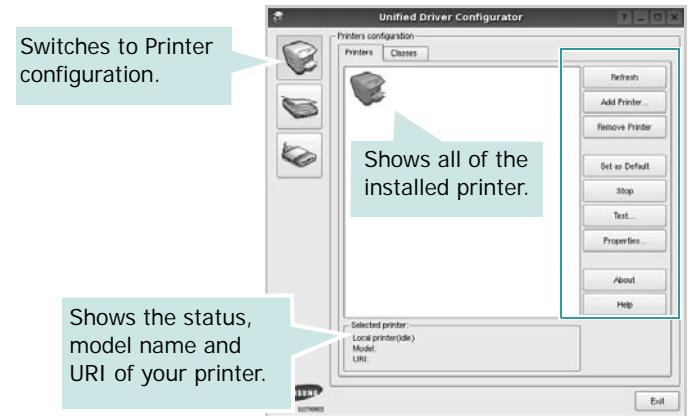 Unified Driver Configurator
Switches to Printer
configuration.
Printers configuration
Printers Classes
Refresh
Add Printer...
Remove Printer
Set as Default
Stop
Test...
Properties...
About
Help
Shows all of the
installed printer.
Shows the status,
model name and
URI of your printer.
Selected printer:
Local printer(idle)
Model:
URI:
Exit